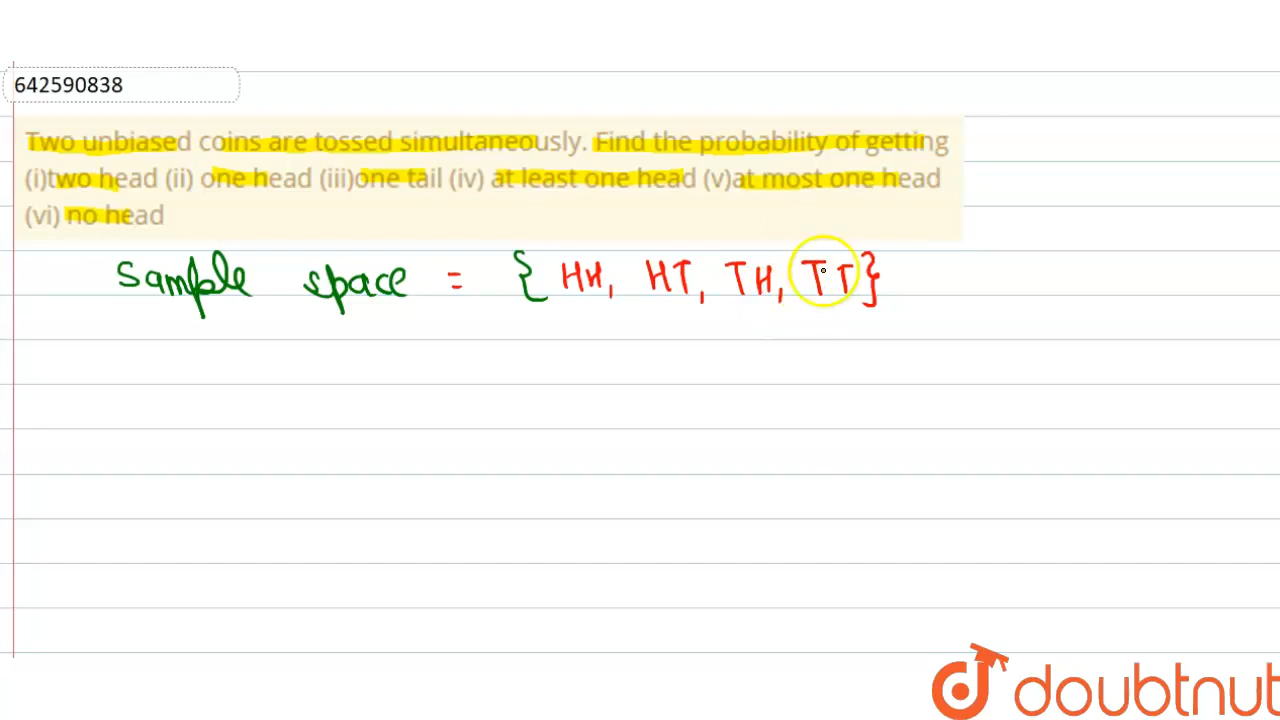 642590838
Two unbiased coins are tossed simultaneously. Find the probability of getting
(i)two head (ii) one head (iii)one tail (iv) at least one head (v)at most one head
(vi) no head
Sample space = { HH, HT, TH, TT}
doubtnut